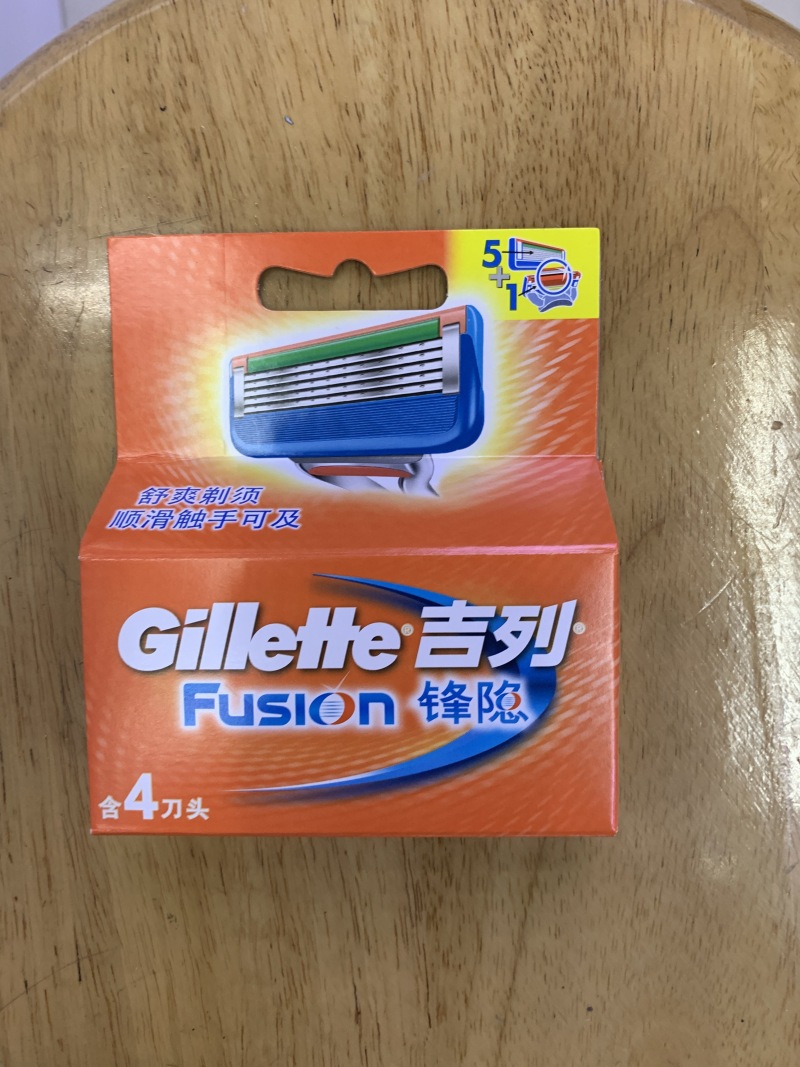 5
+
1
舒爽剃须
顺滑触手可及
Gillette® 吉列®
Fusion 锋隐
含4刀头